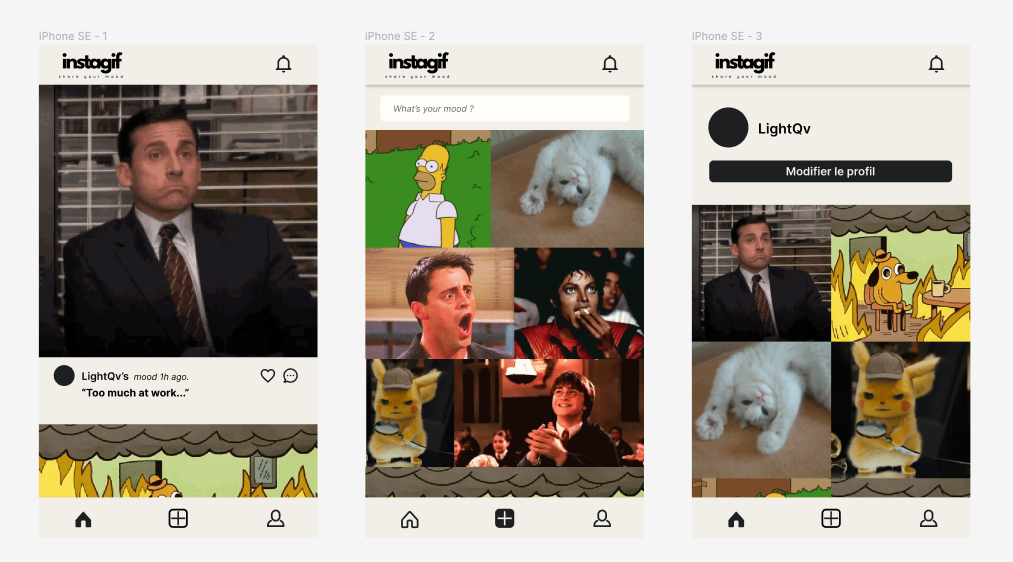 iPhone SE - 1
instagif
share your mood
LightQv's mood 1h ago.
"Too much at work..."
iPhone SE - 2
instagif
share your mood
What's your mood ?
iPhone SE - 3
instagif
share your mood
LightQv
Modifier le profil